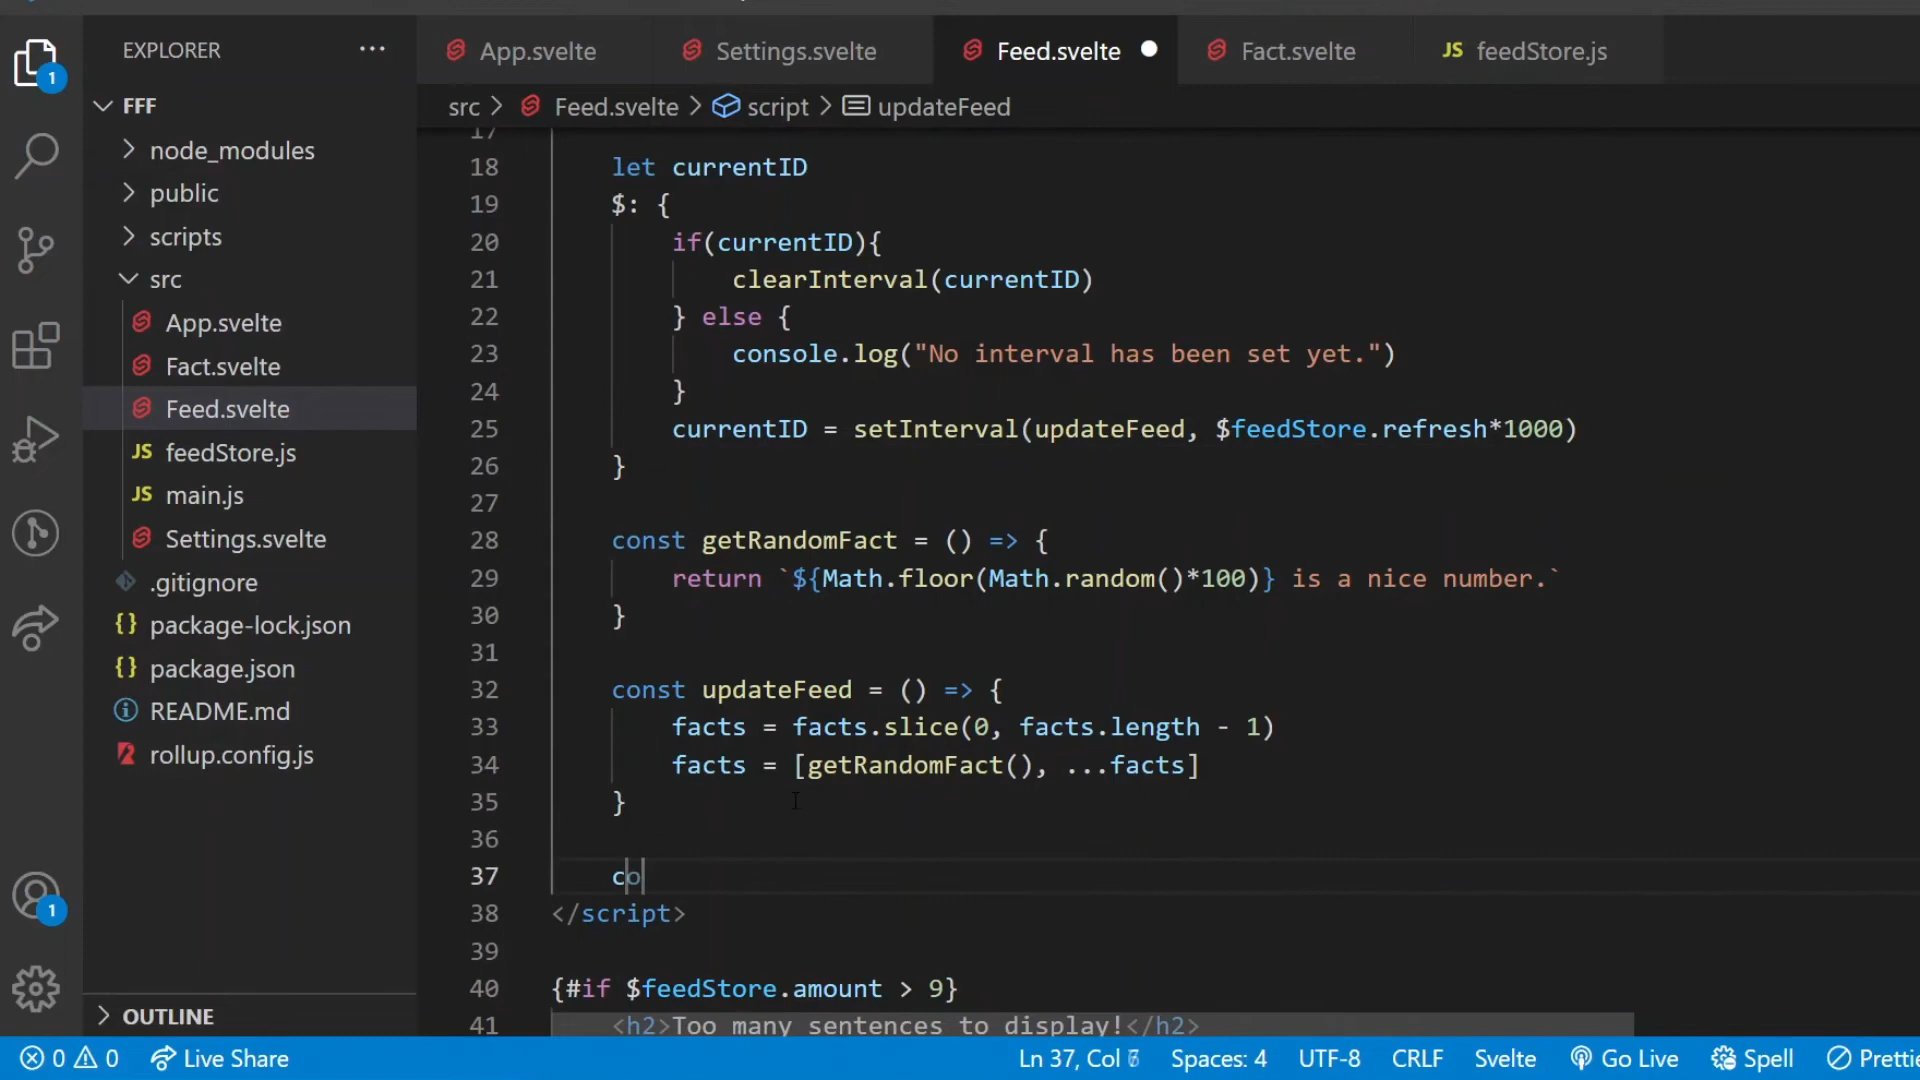 EXPLORER
App.svelte
Settings.svelte
Feed.svelte
Fact.svelte
JS feedStore.js
src > Feed.svelte > script > updateFeed
1
FFF
node_modules
public
scripts
src
App.svelte
Fact.svelte
Feed.svelte
JS feedStore.js
JS main.js
Settings.svelte
.gitignore
{} package-lock.json
{} package.json
README.md
rollup.config.js
1
OUTLINE
17
18 let currentID
19 $: {
20 if(currentID){
21 clearInterval(currentID)
22 } else {
23 console.log("No interval has been set yet.")
24 }
25 currentID = setInterval(updateFeed, $feedStore.refresh*1000)
26 }
27
28 const getRandomFact = () => {
29 return `${Math.floor(Math.random()*100)} is a nice number.`
30 }
31
32 const updateFeed = () => {
33 facts = facts.slice(0, facts.length - 1)
34 facts = [getRandomFact(), ...facts]
35 }
36
37 co
38 </script>
39
40 {#if $feedStore.amount > 9}
41 <h2>Too many sentences to display!</h2>
0 0 Live Share Ln 37, Col Spaces: 4 UTF-8 CRLF Svelte Go Live Spell Prettie